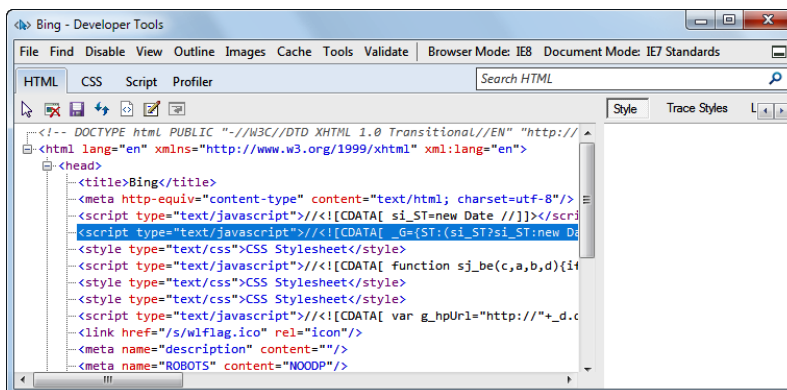 Bing - Developer Tools
File Find Disable View Outline Images Cache Tools Validate Browser Mode: IE8 Document Mode: IE7 Standards
HTML CSS Script Profiler Search HTML
Style Trace Styles L
<!-- DOCTYPE html PUBLIC "-//W3C//DTD XHTML 1.0 Transitional//EN" "http://
<html lang="en" xmlns="http://www.w3.org/1999/xhtml" xml:lang="en">
<head>
<title>Bing</title>
<meta http-equiv="content-type" content="text/html; charset=utf-8"/>
<script type="text/javascript">//<![CDATA[ si_ST=new Date //]]></scri
<script type="text/javascript">//<![CDATA[ _G={ST:(si_ST?si_ST:new Da
<style type="text/css">CSS Stylesheet</style>
<script type="text/javascript">//<![CDATA[ function sj_be(c,a,b,d){if
<style type="text/css">CSS Stylesheet</style>
<style type="text/css">CSS Stylesheet</style>
<script type="text/javascript">//<![CDATA[ var g_hpUrl="http://"+_d.d
<link href="/s/wlflag.ico" rel="icon"/>
<meta name="description" content=""/>
<meta name="ROBOTS" content="NOODP"/>